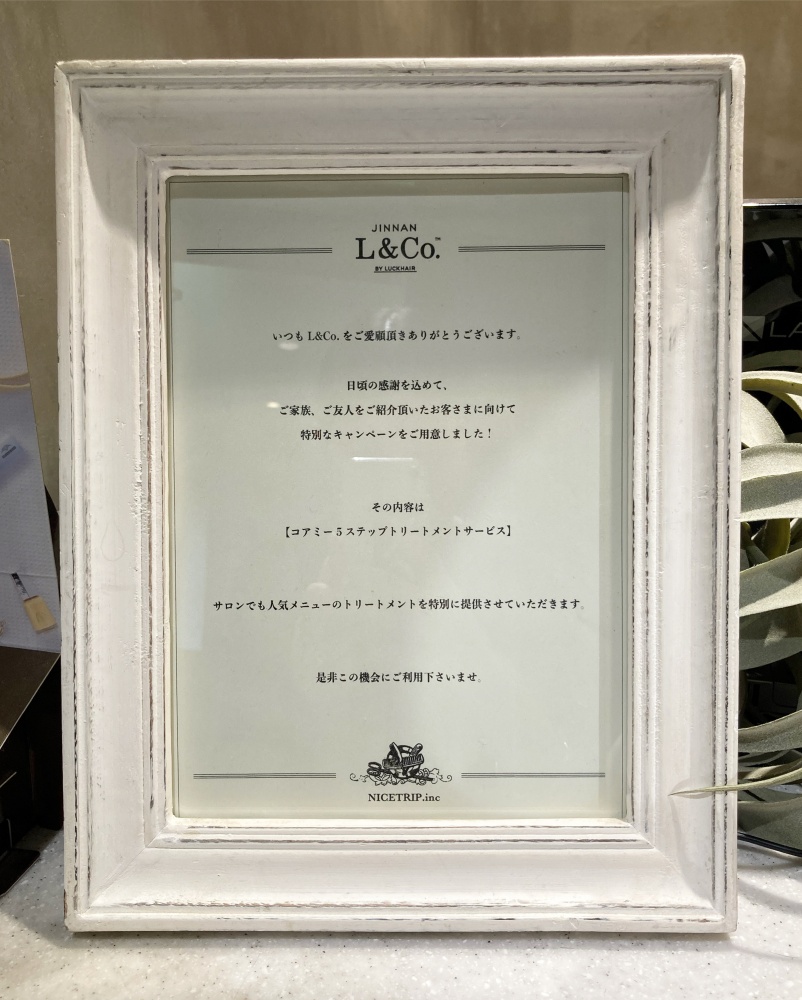 JINNAN
L&Co.™
BY LUCKHAIR
いつも L&Co. をご愛顧頂きありがとうございます。
日頃の感謝を込めて、
ご家族、ご友人をご紹介頂いたお客さまに向けて
特別なキャンペーンをご用意しました！
その内容は
【コアミー５ステップトリートメントサービス】
サロンでも人気メニューのトリートメントを特別に提供させていただきます。
是非この機会にご利用下さいませ。
NICETRIP.inc